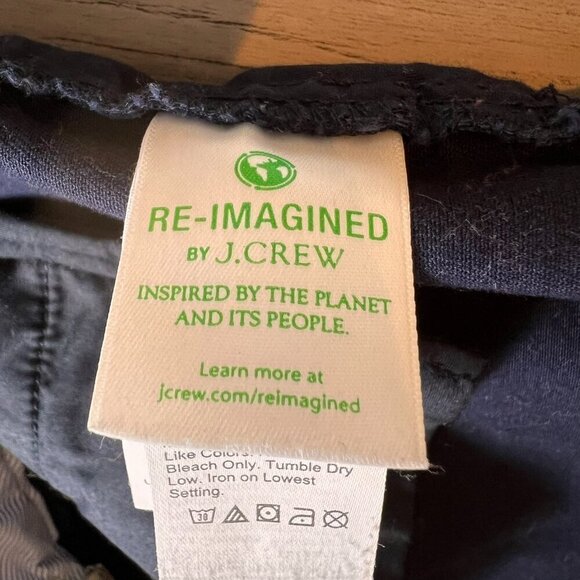 RE-IMAGINED
BY J.CREW
INSPIRED BY THE PLANET
AND ITS PEOPLE.
Learn more at
jcrew.com/reimagined
Like Colors.
Bleach Only. Tumble Dry
Low. Iron on Lowest
Setting.
30